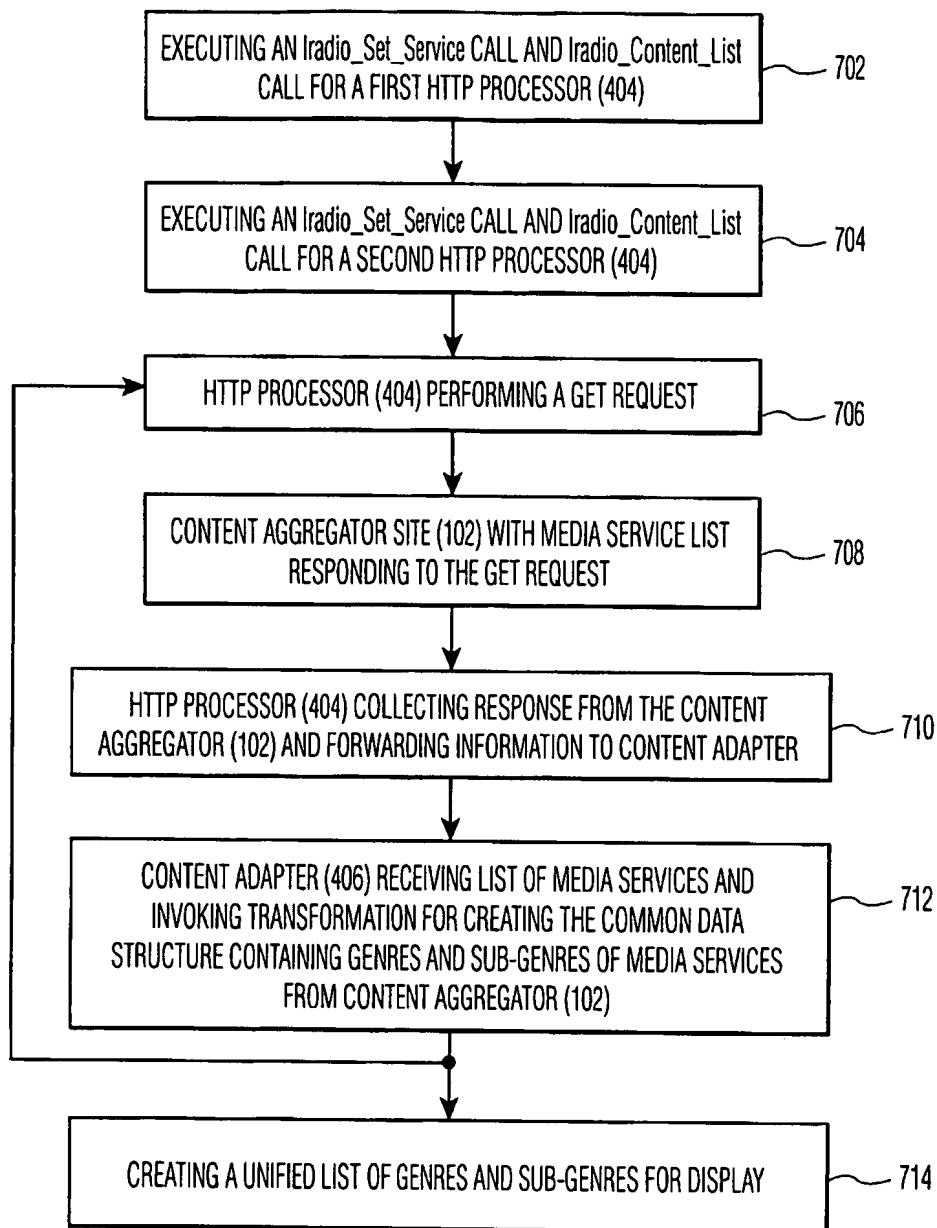 EXECUTING AN Iradio_Set_Service CALL AND Iradio_Content_List
CALL FOR A FIRST HTTP PROCESSOR (404)
702
EXECUTING AN Iradio_Set_Service CALL AND Iradio_Content_List
CALL FOR A SECOND HTTP PROCESSOR (404)
704
HTTP PROCESSOR (404) PERFORMING A GET REQUEST
706
CONTENT AGGREGATOR SITE (102) WITH MEDIA SERVICE LIST
RESPONDING TO THE GET REQUEST
708
HTTP PROCESSOR (404) COLLECTING RESPONSE FROM THE CONTENT
AGGREGATOR (102) AND FORWARDING INFORMATION TO CONTENT ADAPTER
710
CONTENT ADAPTER (406) RECEIVING LIST OF MEDIA SERVICES AND
INVOKING TRANSFORMATION FOR CREATING THE COMMON DATA
STRUCTURE CONTAINING GENRES AND SUB-GENRES OF MEDIA SERVICES
FROM CONTENT AGGREGATOR (102)
712
CREATING A UNIFIED LIST OF GENRES AND SUB-GENRES FOR DISPLAY
714